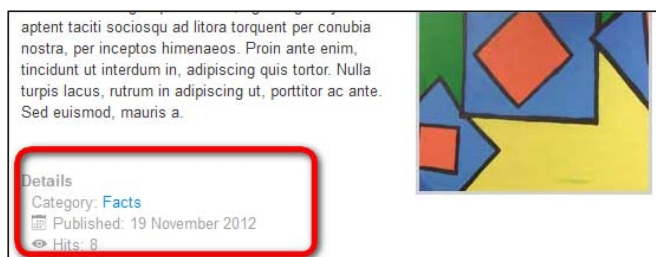 aptent taciti sociosqu ad litora torquent per conubia
nostra, per inceptos himenaeos. Proin ante enim,
tincidunt ut interdum in, adipiscing quis tortor. Nulla
turpis lacus, rutrum in adipiscing ut, porttitor ac ante.
Sed euismod, mauris a.
Details
Category: Facts
Published: 19 November 2012
Hits: 8